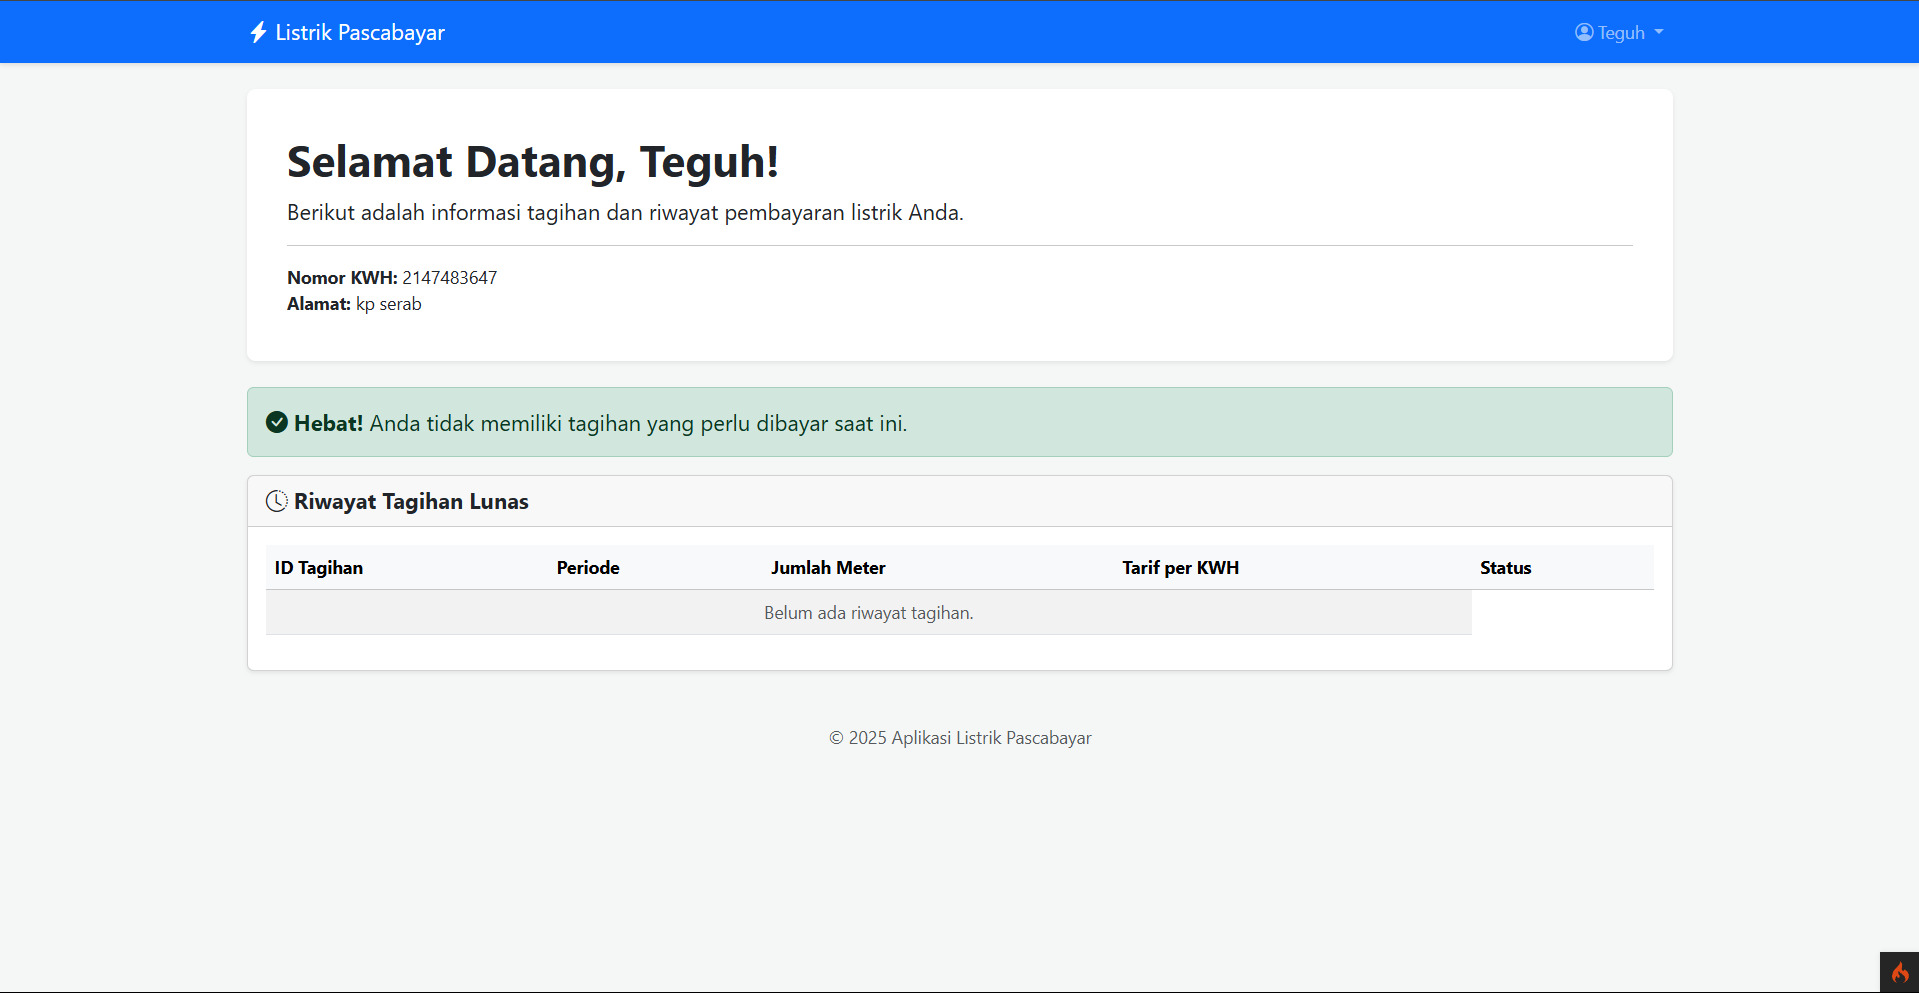 Listrik Pascabayar
Teguh
Selamat Datang, Teguh!
Berikut adalah informasi tagihan dan riwayat pembayaran listrik Anda.
Nomor KWH: 2147483647
Alamat: kp serab
Hebat! Anda tidak memiliki tagihan yang perlu dibayar saat ini.
Riwayat Tagihan Lunas
ID Tagihan Periode Jumlah Meter Tarif per KWH Status
Belum ada riwayat tagihan.
© 2025 Aplikasi Listrik Pascabayar